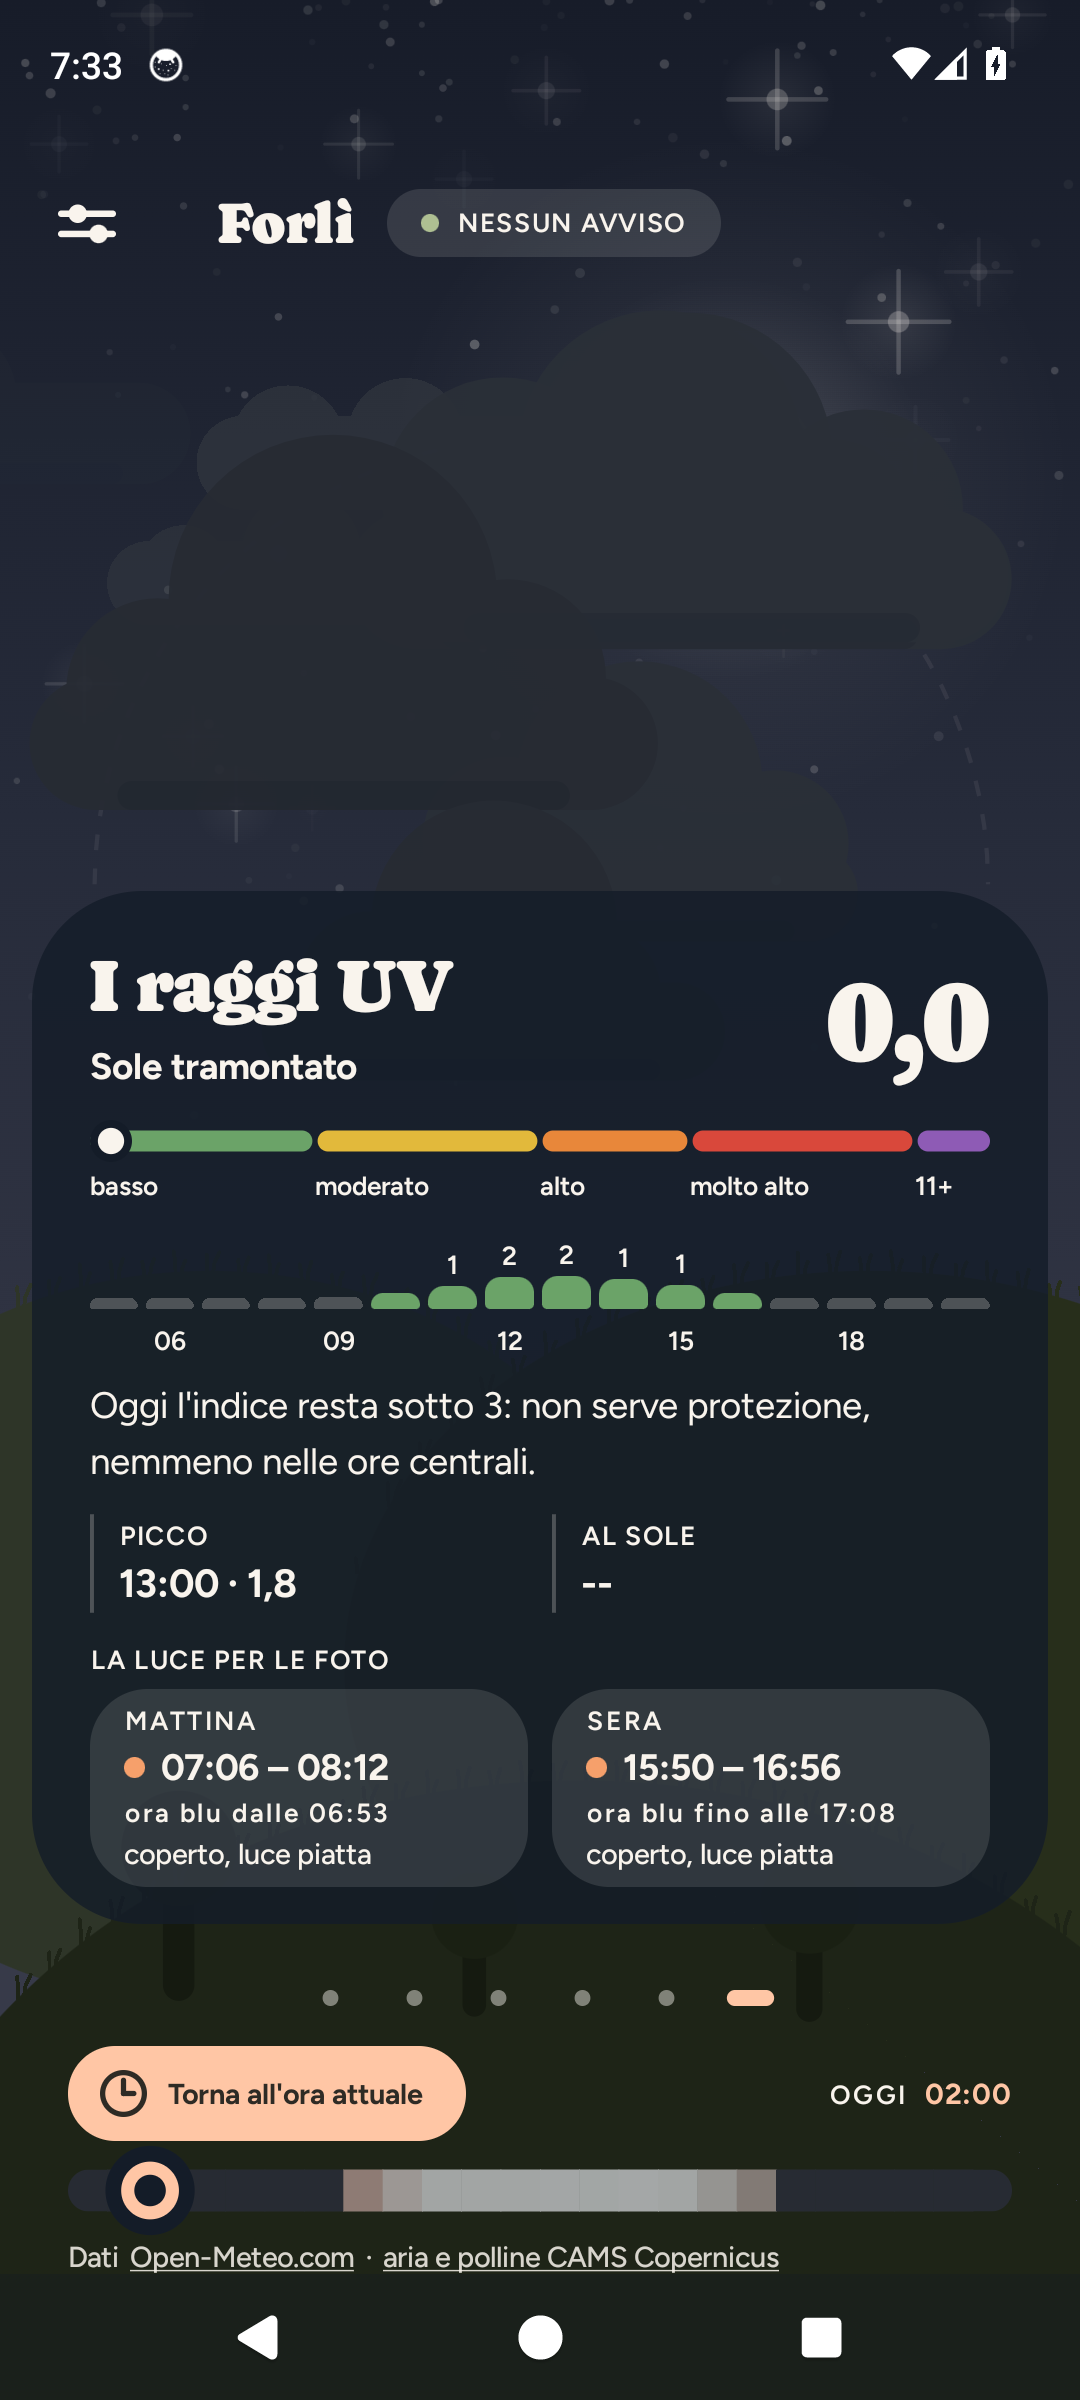 7:33
Forlì
NESSUN AVVISO
I raggi UV
0,0
Sole tramontato
basso moderato alto molto alto 11+
1 2 2 1 1
06 09 12 15 18
Oggi l'indice resta sotto 3: non serve protezione,
nemmeno nelle ore centrali.
PICCO
13:00 · 1,8
AL SOLE
--
LA LUCE PER LE FOTO
MATTINA
07:06 – 08:12
ora blu dalle 06:53
coperto, luce piatta
SERA
15:50 – 16:56
ora blu fino alle 17:08
coperto, luce piatta
Torna all'ora attuale
OGGI 02:00
Dati Open-Meteo.com · aria e polline CAMS Copernicus